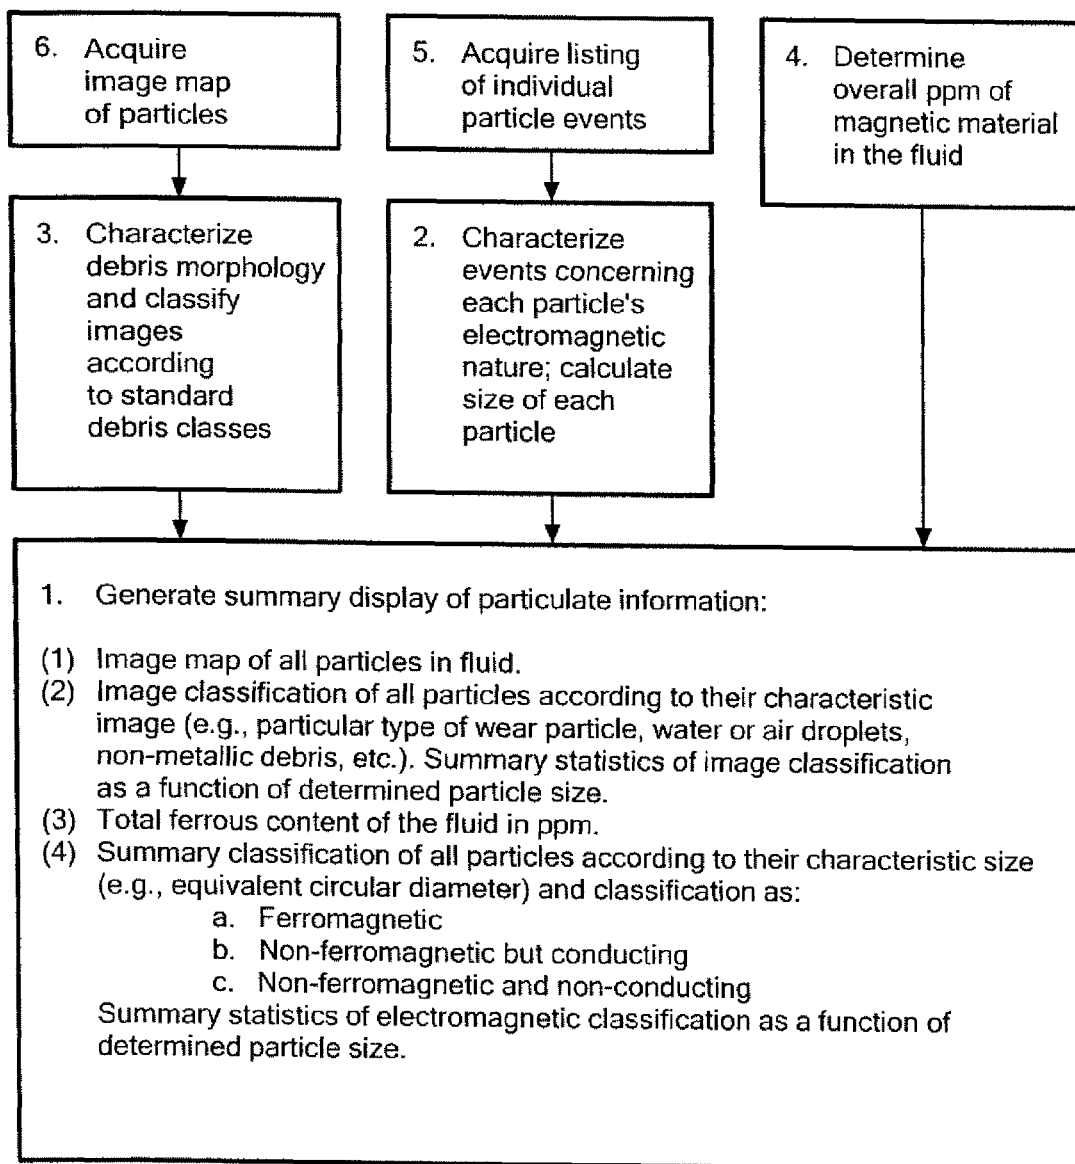 6. Acquire
image map
of particles
5. Acquire listing
of individual
particle events
4. Determine
overall ppm of
magnetic material
in the fluid
3. Characterize
debris morphology
and classify
images
according
to standard
debris classes
2. Characterize
events concerning
each particle's
electromagnetic
nature; calculate
size of each
particle
1. Generate summary display of particulate information:
(1) Image map of all particles in fluid.
(2) Image classification of all particles according to their characteristic
image (e.g., particular type of wear particle, water or air droplets,
non-metallic debris, etc.). Summary statistics of image classification
as a function of determined particle size.
(3) Total ferrous content of the fluid in ppm.
(4) Summary classification of all particles according to their characteristic size
(e.g., equivalent circular diameter) and classification as:
a. Ferromagnetic
b. Non-ferromagnetic but conducting
c. Non-ferromagnetic and non-conducting
Summary statistics of electromagnetic classification as a function of
determined particle size.